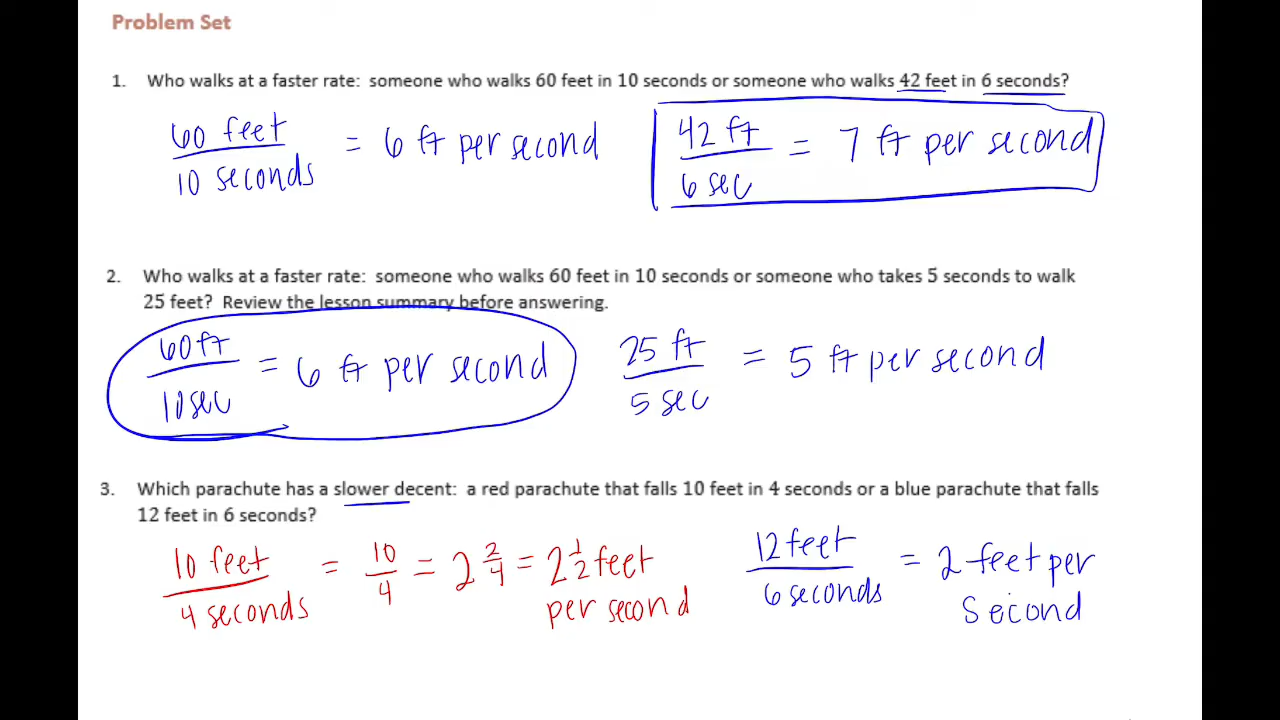 Problem Set
1. Who walks at a faster rate: someone who walks 60 feet in 10 seconds or someone who walks 42 feet in 6 seconds?
60 feet / 10 seconds = 6 ft per second
42 ft / 6 sec = 7 ft per second
2. Who walks at a faster rate: someone who walks 60 feet in 10 seconds or someone who takes 5 seconds to walk
25 feet? Review the lesson summary before answering.
60 ft / 10 sec = 6 ft per second
25 ft / 5 sec = 5 ft per second
3. Which parachute has a slower decent: a red parachute that falls 10 feet in 4 seconds or a blue parachute that falls
12 feet in 6 seconds?
10 feet / 4 seconds = 10/4 = 2 2/4 = 2 1/2 feet
per second
12 feet / 6 seconds = 2 feet per
second